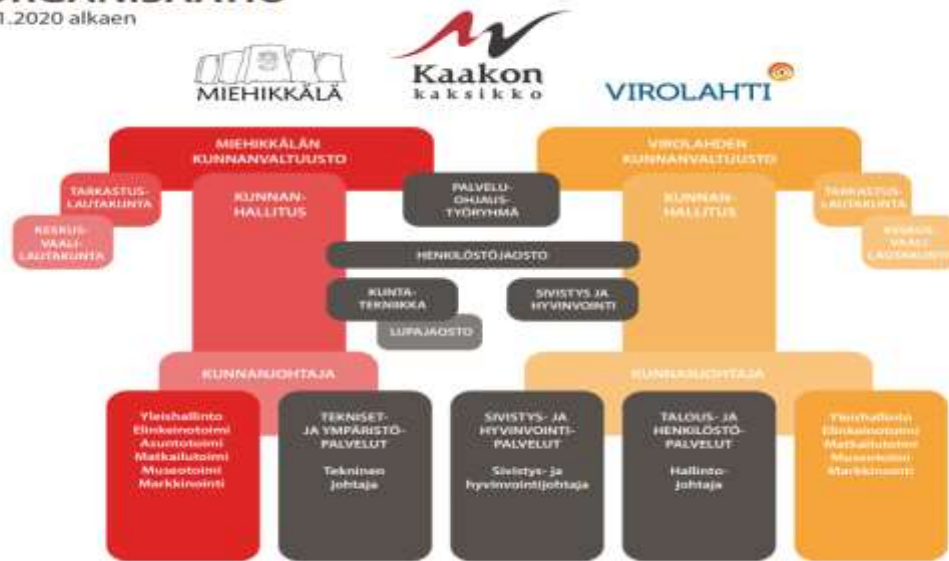 1.2020 alkaen
MIEHIKKÄLÄ
Kaakon
kaksikko
VIROLAHTI
MIEHIKKÄLÄN
KUNNANVALTUUSTO
VIROLAHDEN
KUNNANVALTUUSTO
TARKASTUS-
LAUTAKUNTA
KESKUS-
VAALI-
LAUTAKUNTA
KUNNAN-
HALLITUS
PALVELU-
OHJAUS-
TYÖRYHMÄ
KUNNAN-
HALLITUS
TARKASTUS-
LAUTAKUNTA
KESKUS-
VAALI-
HENKILÖSTÖJAOSTO
KUNTA-
TEKNIIKKA
SIVISTYS JA
HYVINVOINTI
LUPAJAOSTO
KUNNANJOHTAJA
KUNNANJOHTAJA
Yleishallinto
Elinkeinotoimi
Asuntotoimi
Matkailutoimi
Museotoimi
Markkinointi
TEKNISET-
JA YMPÄRISTÖ-
PALVELUT
Tekninen
johtaja
SIVISTYS- JA
HYVINVOINTI-
PALVELUT
Sivistys- ja
hyvinvointijohtaja
TALOUS- JA
HENKILÖSTÖ-
PALVELUT
Hallinto-
johtaja
Yleishallinto
Elinkeinotoimi
Matkailutoimi
Museotoimi
Markkinointi